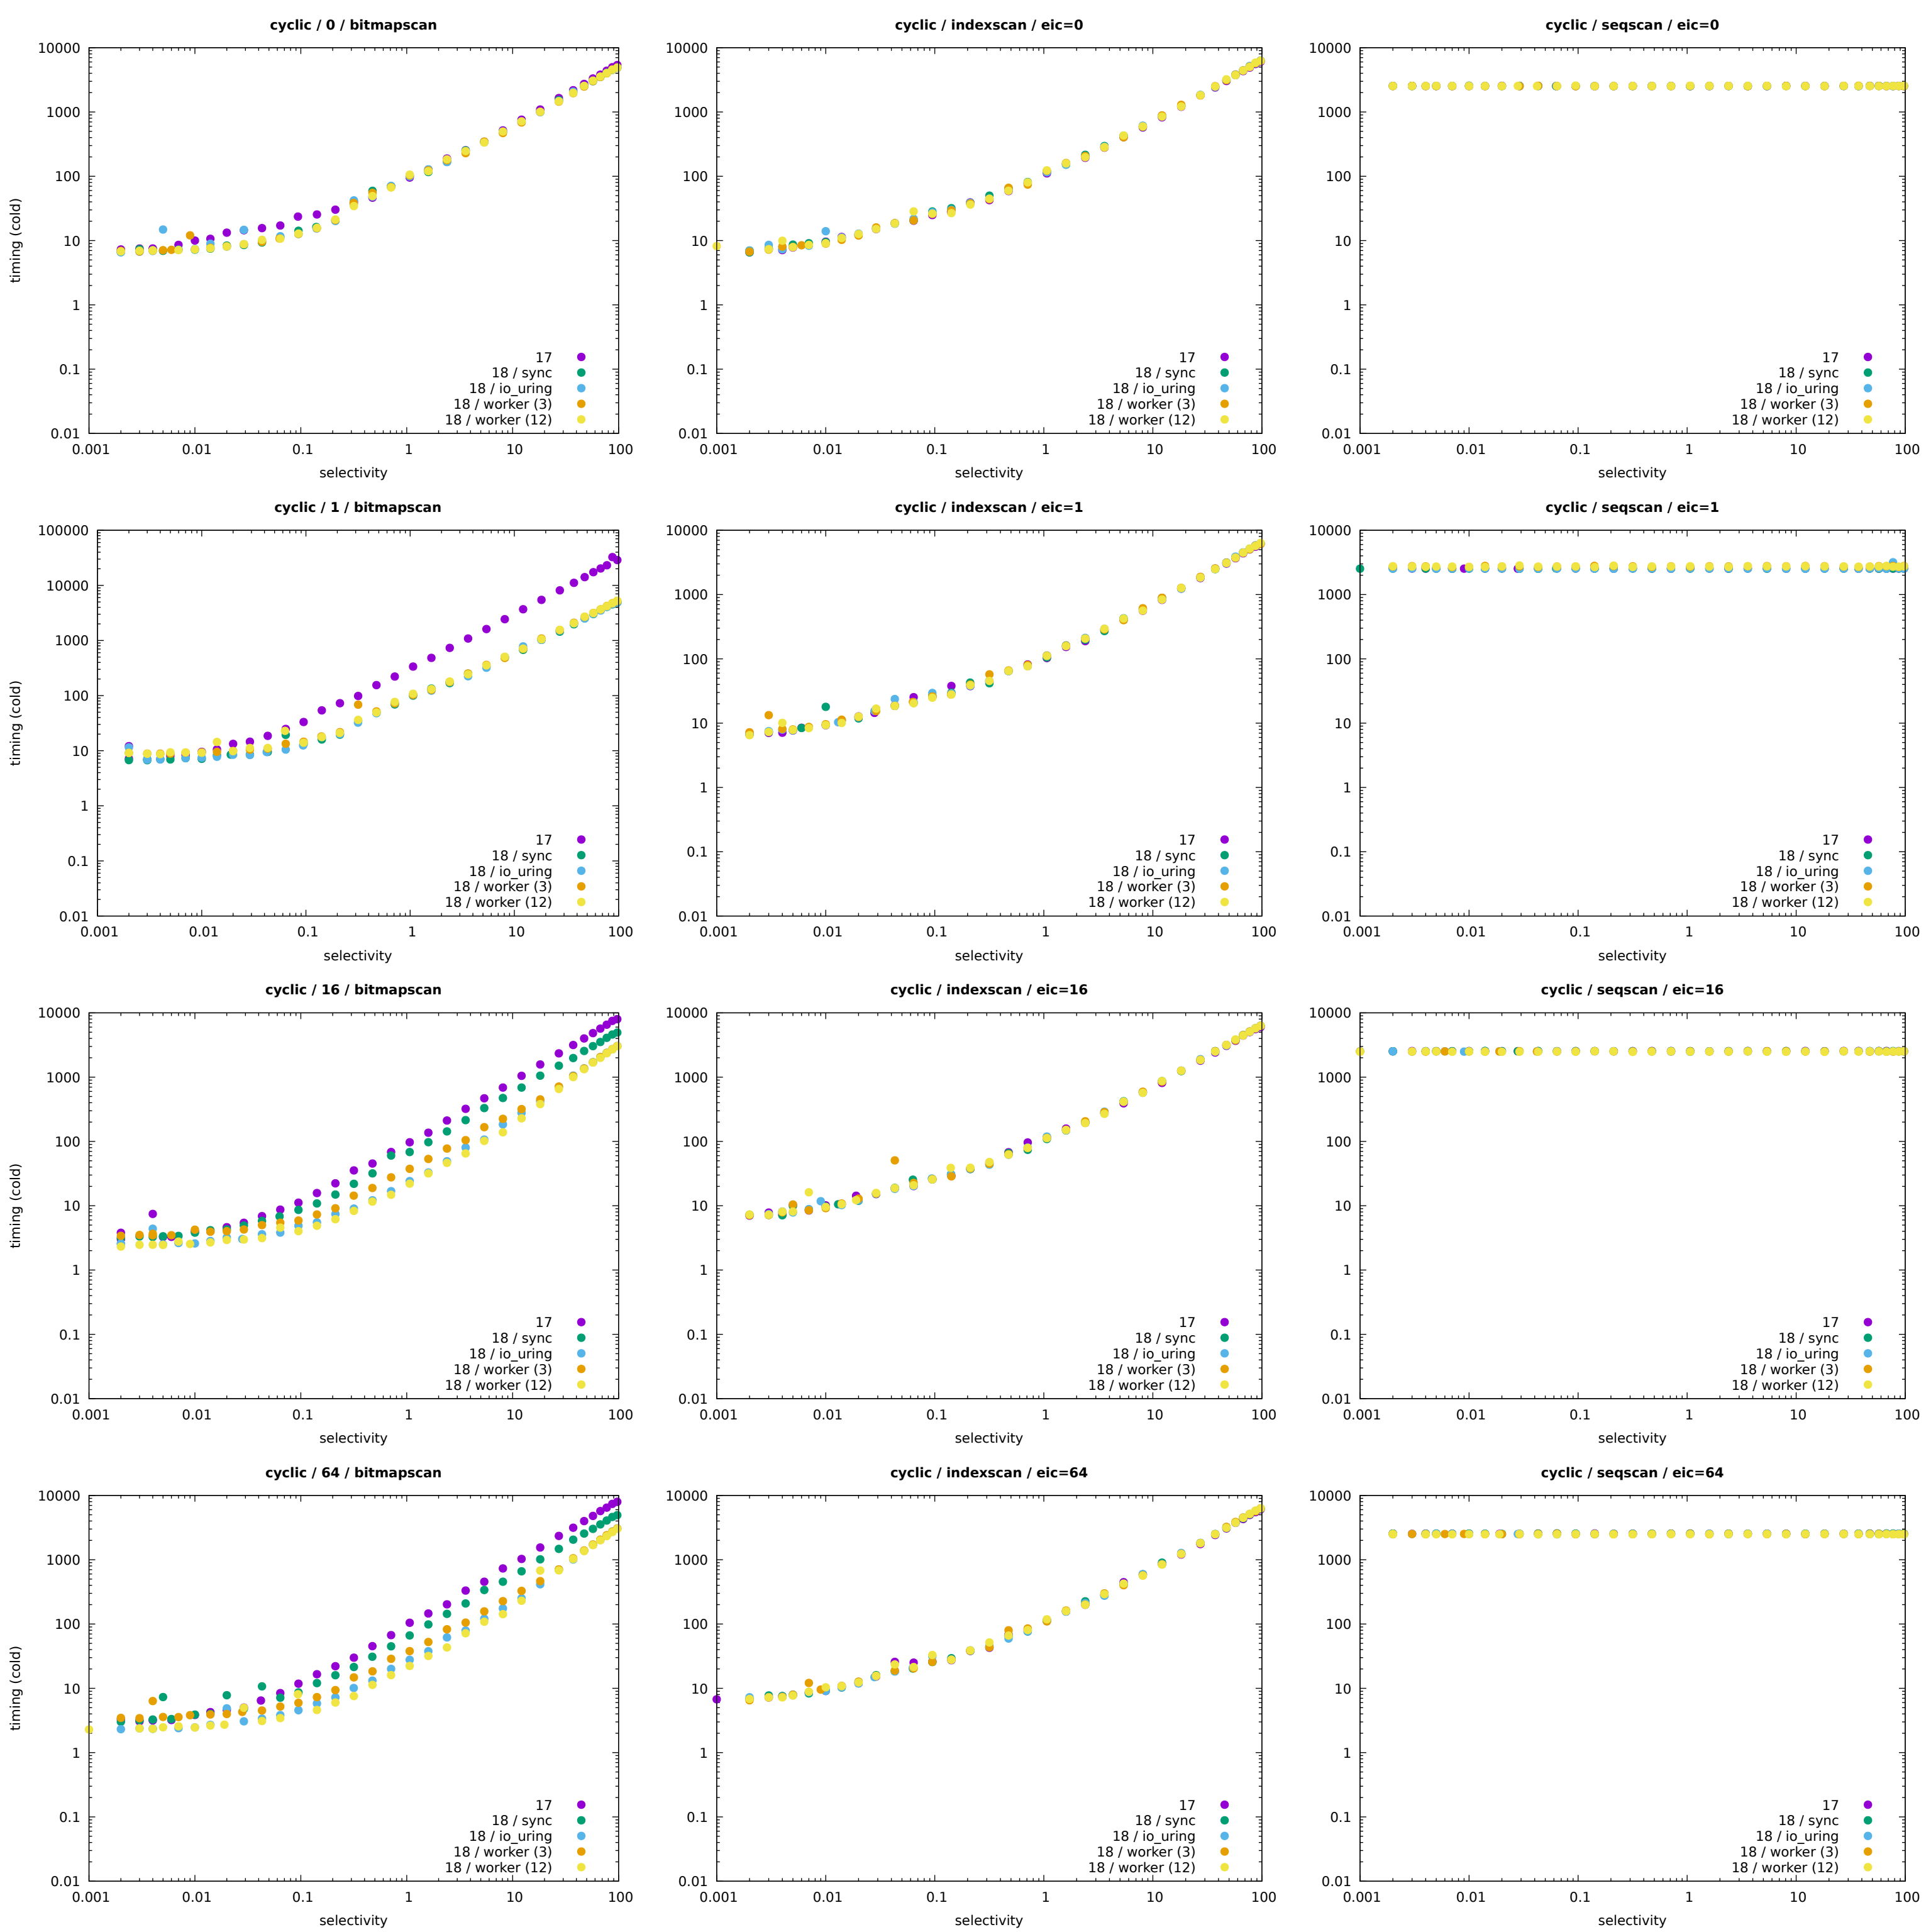 cyclic / 0 / bitmapscan
timing (cold)
10000
1000
100
10
1
0.1
0.01
17
18 / sync
18 / io_uring
18 / worker (3)
18 / worker (12)
0.001 0.01 0.1 1 10 100
selectivity
cyclic / indexscan / eic=0
10000
1000
100
10
1
0.1
0.01
17
18 / sync
18 / io_uring
18 / worker (3)
18 / worker (12)
0.001 0.01 0.1 1 10 100
selectivity
cyclic / seqscan / eic=0
10000
1000
100
10
1
0.1
0.01
17
18 / sync
18 / io_uring
18 / worker (3)
18 / worker (12)
0.001 0.01 0.1 1 10 100
selectivity
cyclic / 1 / bitmapscan
timing (cold)
100000
10000
1000
100
10
1
0.1
0.01
17
18 / sync
18 / io_uring
18 / worker (3)
18 / worker (12)
0.001 0.01 0.1 1 10 100
selectivity
cyclic / indexscan / eic=1
10000
1000
100
10
1
0.1
0.01
17
18 / sync
18 / io_uring
18 / worker (3)
18 / worker (12)
0.001 0.01 0.1 1 10 100
selectivity
cyclic / seqscan / eic=1
10000
1000
100
10
1
0.1
0.01
17
18 / sync
18 / io_uring
18 / worker (3)
18 / worker (12)
0.001 0.01 0.1 1 10 100
selectivity
cyclic / 16 / bitmapscan
timing (cold)
10000
1000
100
10
1
0.1
0.01
17
18 / sync
18 / io_uring
18 / worker (3)
18 / worker (12)
0.001 0.01 0.1 1 10 100
selectivity
cyclic / indexscan / eic=16
10000
1000
100
10
1
0.1
0.01
17
18 / sync
18 / io_uring
18 / worker (3)
18 / worker (12)
0.001 0.01 0.1 1 10 100
selectivity
cyclic / seqscan / eic=16
10000
1000
100
10
1
0.1
0.01
17
18 / sync
18 / io_uring
18 / worker (3)
18 / worker (12)
0.001 0.01 0.1 1 10 100
selectivity
cyclic / 64 / bitmapscan
timing (cold)
10000
1000
100
10
1
0.1
0.01
17
18 / sync
18 / io_uring
18 / worker (3)
18 / worker (12)
0.001 0.01 0.1 1 10 100
selectivity
cyclic / indexscan / eic=64
10000
1000
100
10
1
0.1
0.01
17
18 / sync
18 / io_uring
18 / worker (3)
18 / worker (12)
0.001 0.01 0.1 1 10 100
selectivity
cyclic / seqscan / eic=64
10000
1000
100
10
1
0.1
0.01
17
18 / sync
18 / io_uring
18 / worker (3)
18 / worker (12)
0.001 0.01 0.1 1 10 100
selectivity